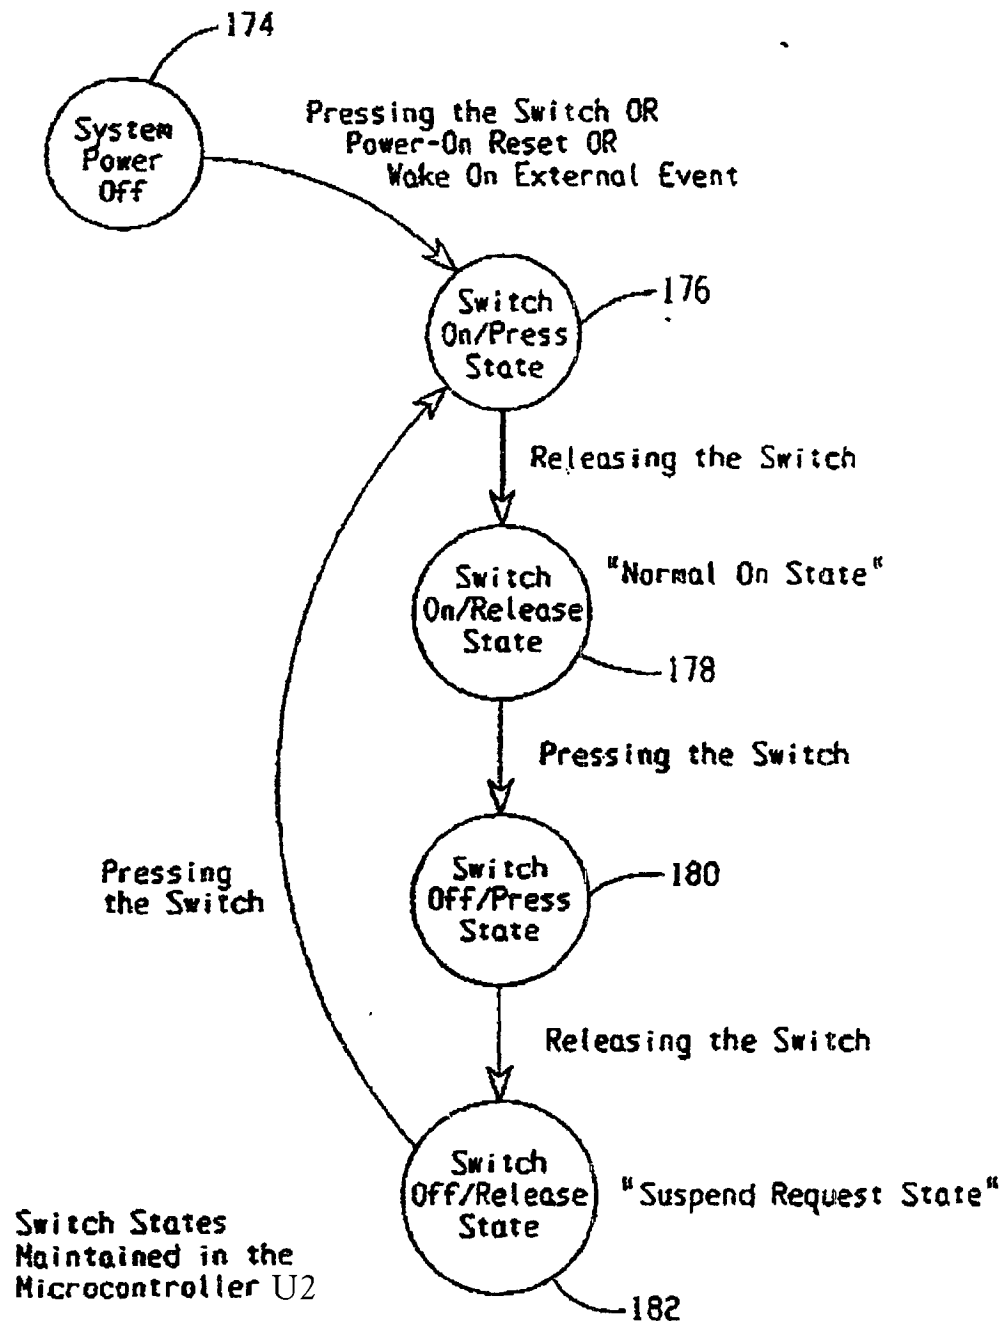 174
System
Power
Off
Pressing the Switch OR
Power-On Reset OR
Wake On External Event
Switch
On/Press
State
176
Releasing the Switch
Switch
On/Release
State
"Normal On State"
178
Pressing the Switch
Switch
Off/Press
State
180
Pressing
the Switch
Releasing the Switch
Switch
Off/Release
State
"Suspend Request State"
182
Switch States
Maintained in the
Microcontroller U2